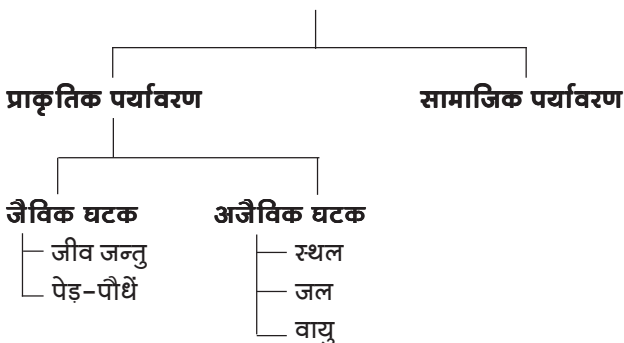 प्राकृतिक पर्यावरण सामाजिक पर्यावरण
जैविक घटक अजैविक घटक
जीव जन्तु स्थल
पेड़-पौधें जल
वायु